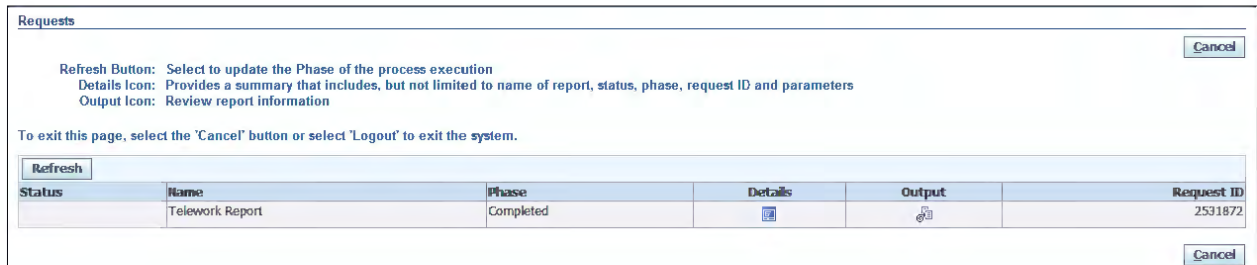 Requests
Cancel
Refresh Button: Select to update the Phase of the process execution
Details Icon: Provides a summary that includes, but not limited to name of report, status, phase, request ID and parameters
Output Icon: Review report information
To exit this page, select the 'Cancel' button or select 'Logout' to exit the system.
Refresh
Status Name Phase Details Output Request ID
Telework Report Completed 2531872
Cancel